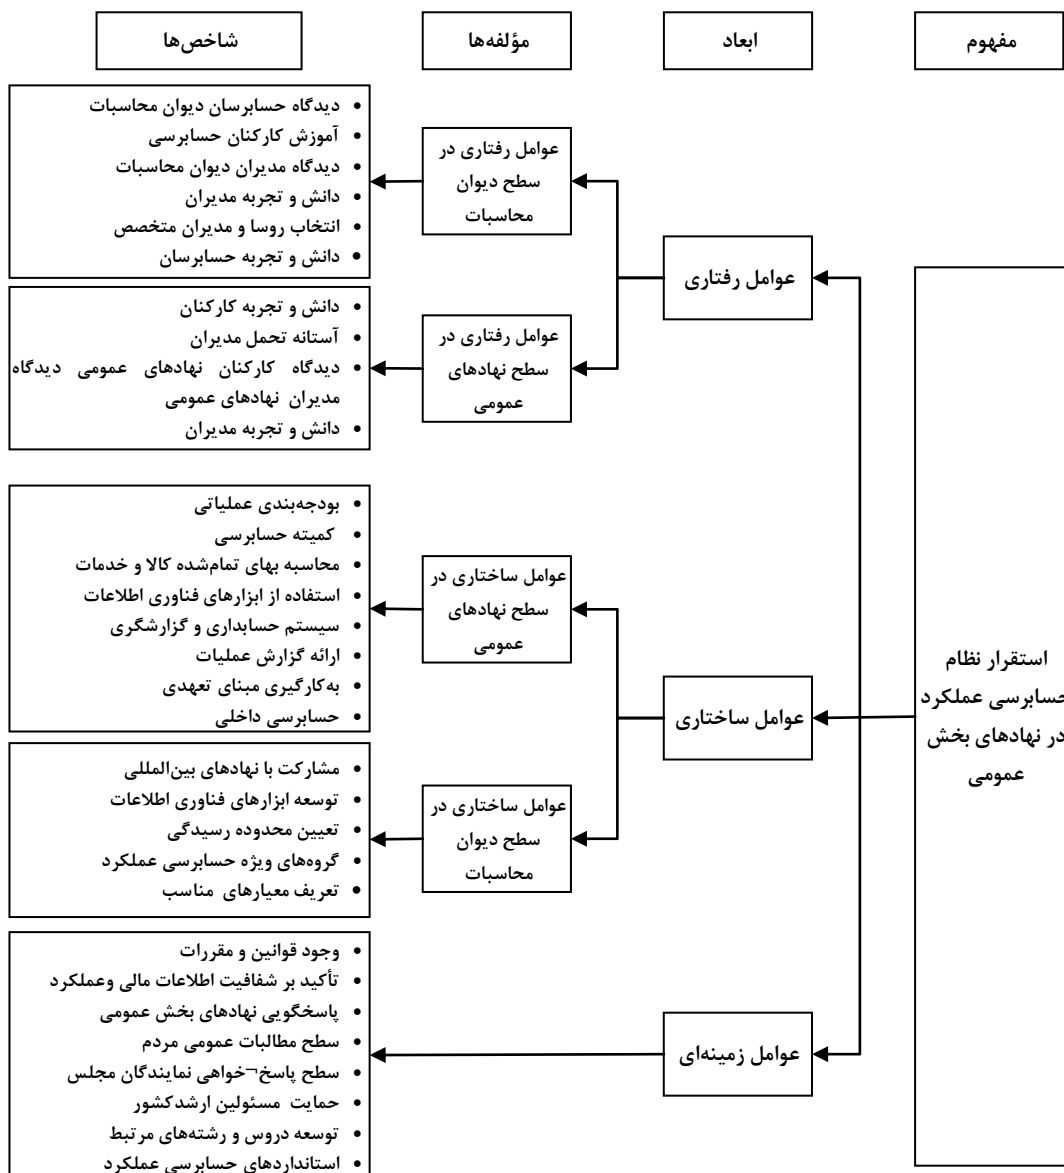 مفهوم
ابعاد
مؤلفه‌ها
شاخص‌ها
استقرار نظام
حسابرسی عملکرد
در نهادهای بخش
عمومی
عوامل رفتاری
عوامل رفتاری در
سطح دیوان
محاسبات
• دیدگاه حسابرسان دیوان محاسبات
• آموزش کارکنان حسابرسی
• دیدگاه مدیران دیوان محاسبات
• دانش و تجربه مدیران
• انتخاب روسا و مدیران متخصص
• دانش و تجربه حسابرسان
عوامل رفتاری در
سطح نهادهای
عمومی
• دانش و تجربه کارکنان
• آستانه تحمل مدیران
• دیدگاه کارکنان نهادهای عمومی دیدگاه
مدیران نهادهای عمومی
• دانش و تجربه مدیران
عوامل ساختاری
عوامل ساختاری در
سطح نهادهای
عمومی
• بودجه‌بندی عملیاتی
• کمیته حسابرسی
• محاسبه بهای تمام‌شده کالا و خدمات
• استفاده از ابزارهای فناوری اطلاعات
• سیستم حسابداری و گزارشگری
• ارائه گزارش عملیات
• به‌کارگیری مبنای تعهدی
• حسابرسی داخلی
عوامل ساختاری در
سطح دیوان
محاسبات
• مشارکت با نهادهای بین‌المللی
• توسعه ابزارهای فناوری اطلاعات
• تعیین محدوده رسیدگی
• گروه‌های ویژه حسابرسی عملکرد
• تعریف معیارهای مناسب
عوامل زمینه‌ای
• وجود قوانین و مقررات
• تأکید بر شفافیت اطلاعات مالی وعملکرد
• پاسخگویی نهادهای بخش عمومی
• سطح مطالبات عمومی مردم
• سطح پاسخ¬خواهی نمایندگان مجلس
• حمایت مسئولین ارشدکشور
• توسعه دروس و رشته‌های مرتبط
• استانداردهای حسابرسی عملکرد